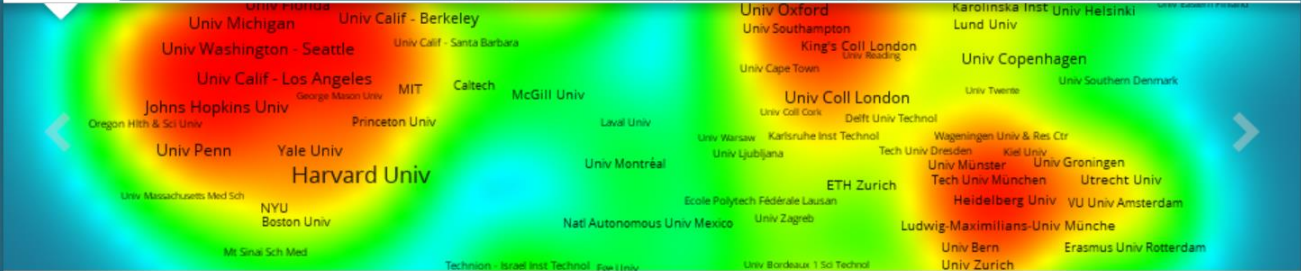 Univ Florida
Univ Michigan
Univ Calif - Berkeley
Univ Washington - Seattle
Univ Calif - Santa Barbara
Univ Calif - Los Angeles
George Mason Univ
MIT
Caltech
McGill Univ
Johns Hopkins Univ
Oregon Hlth & Sci Univ
Princeton Univ
Laval Univ
Univ Penn
Yale Univ
Harvard Univ
Univ Montréal
Univ Massachusetts Med Sch
NYU
Boston Univ
Natl Autonomous Univ Mexico
Mt Sinai Sch Med
Technion - Israel Inst Technol
Ege Univ
Univ Oxford
Karolinska Inst
Univ Helsinki
Univ Eastern Finland
Univ Southampton
Lund Univ
King's Coll London
Univ Reading
Univ Copenhagen
Univ Cape Town
Univ Southern Denmark
Univ Twente
Univ Coll London
Univ Coll Cork
Delft Univ Technol
Univ Warsaw
Karlsruhe Inst Technol
Wageningen Univ & Res Ctr
Univ Ljubljana
Tech Univ Dresden
Kiel Univ
Univ Münster
Univ Groningen
ETH Zurich
Tech Univ München
Utrecht Univ
Ecole Polytech Fédérale Lausan
Heidelberg Univ
VU Univ Amsterdam
Univ Zagreb
Ludwig-Maximilians-Univ Münche
Univ Bern
Erasmus Univ Rotterdam
Univ Bordeaux 1 Sci Technol
Univ Zurich